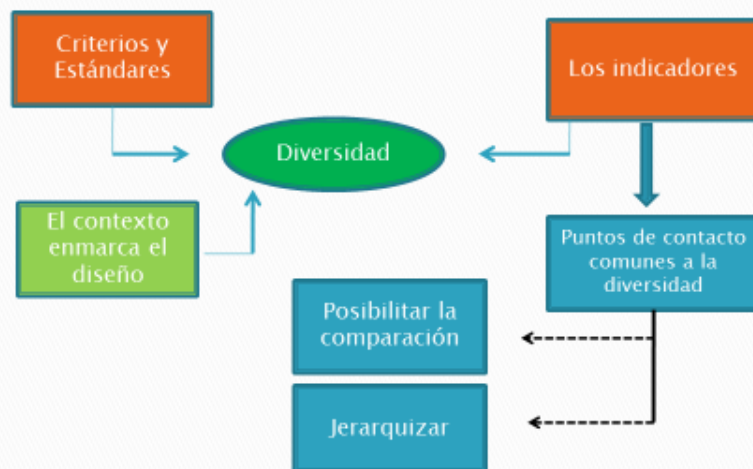 Criterios y
Estándares
Los indicadores
Diversidad
El contexto
enmarca el
diseño
Puntos de contacto
comunes a la
diversidad
Posibilitar la
comparación
Jerarquizar